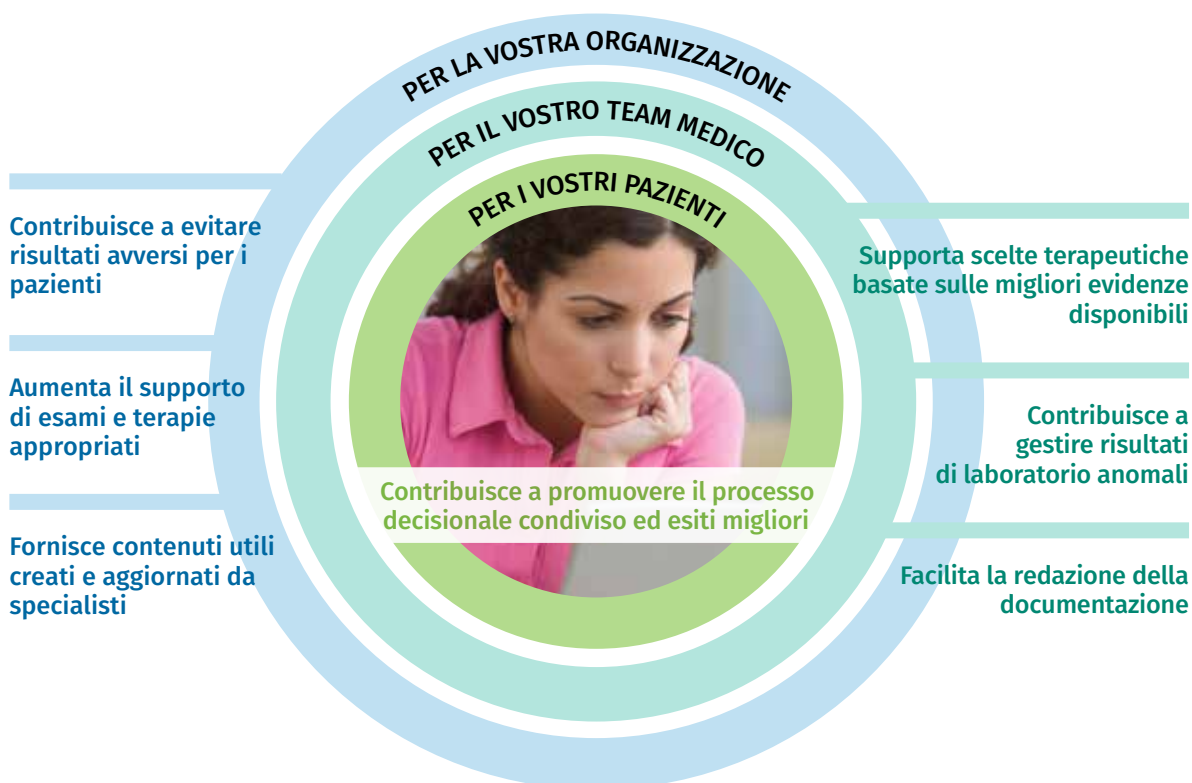 PER LA VOSTRA ORGANIZZAZIONE
PER IL VOSTRO TEAM MEDICO
PER I VOSTRI PAZIENTI
Contribuisce a evitare
risultati avversi per i
pazienti
Aumenta il supporto
di esami e terapie
appropriati
Fornisce contenuti utili
creati e aggiornati da
specialisti
Contribuisce a promuovere il processo
decisionale condiviso ed esiti migliori
Supporta scelte terapeutiche
basate sulle migliori evidenze
disponibili
Contribuisce a
gestire risultati
di laboratorio anomali
Facilita la redazione della
documentazione